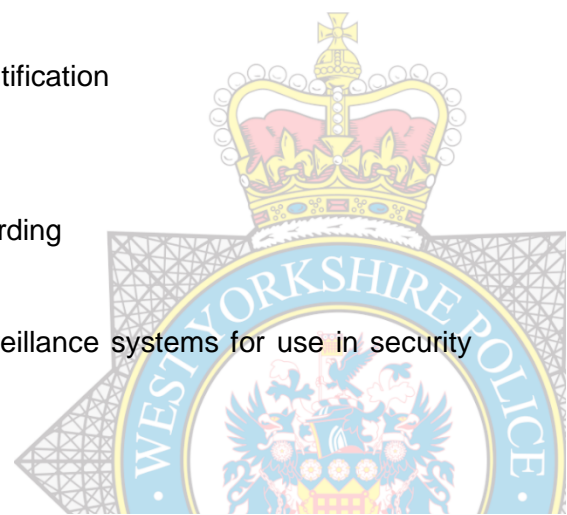 tification
rding
eillance systems for use in security
WEST YORKSHIRE POLICE